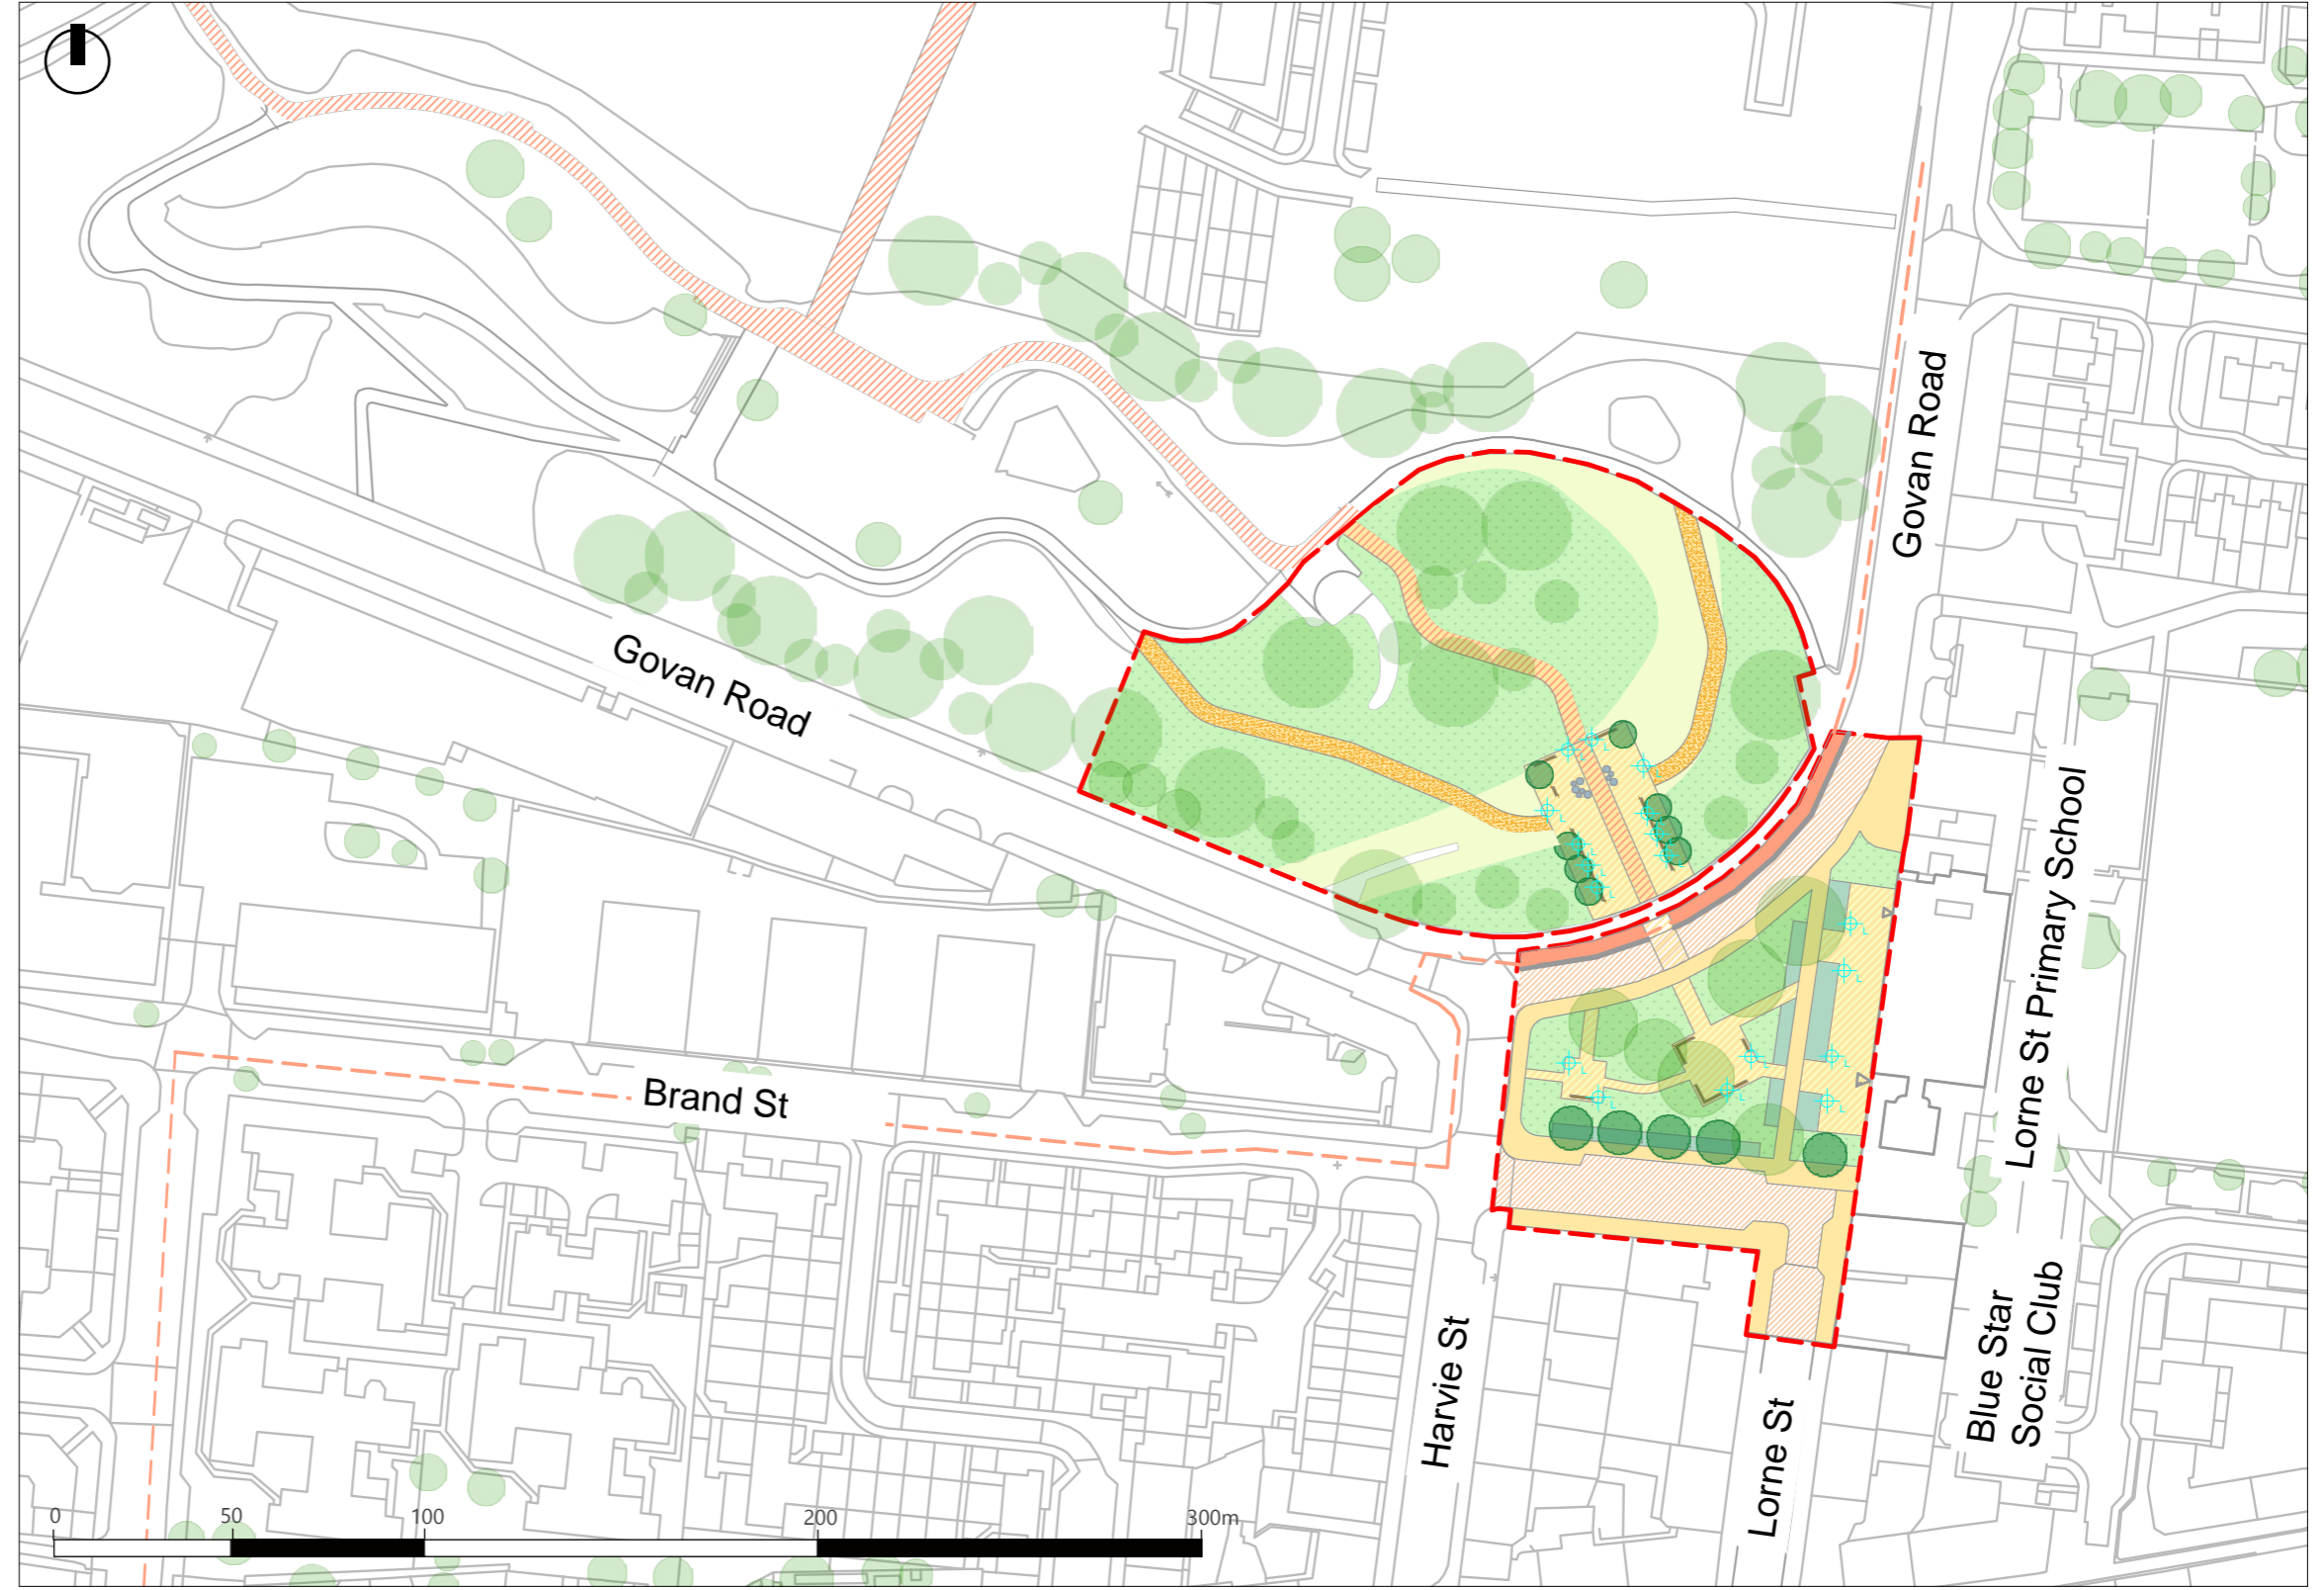 Govan Road
Govan Road
Lorne St Primary School
Brand St
Blue Star
Social Club
Harvie St
Lorne St
0 50 100 200 300m